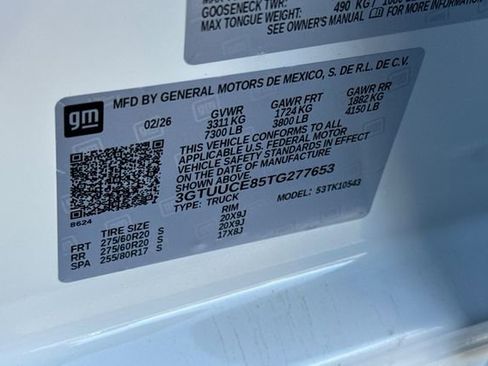 GOOSENECK TWR: 490 KG / 
MAX TONGUE WEIGHT:
SEE OWNER'S MANUAL FOR MORE INFORMATION
gm
MFD BY GENERAL MOTORS DE MEXICO, S. DE R.L. DE C.V.
02/26 GVWR GAWR FRT GAWR RR
3311 KG 1724 KG 1882 KG
7300 LB 3800 LB 4150 LB
THIS VEHICLE CONFORMS TO ALL
APPLICABLE U.S. FEDERAL MOTOR
VEHICLE SAFETY STANDARDS IN EFFECT ON THE
DATE OF MANUFACTURE
3GTUUCE85TG277653
TYPE: TRUCK MODEL: 53TK10543
8624
TIRE SIZE RIM
FRT 275/60R20 S 20X9J
RR 275/60R20 S 20X9J
SPA 255/80R17 S 17X8J